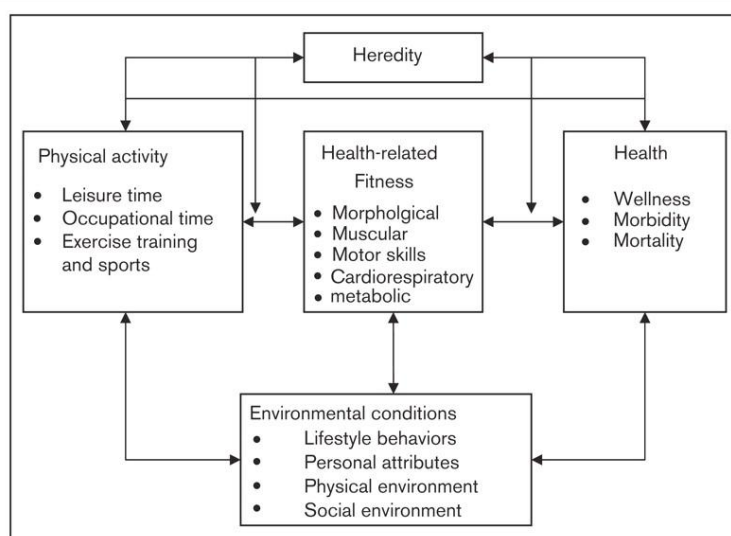 Heredity
Physical activity
• Leisure time
• Occupational time
• Exercise training
and sports
Health-related
Fitness
• Morpholgical
• Muscular
• Motor skills
• Cardiorespiratory
• metabolic
Health
• Wellness
• Morbidity
• Mortality
Environmental conditions
• Lifestyle behaviors
• Personal attributes
• Physical environment
• Social environment